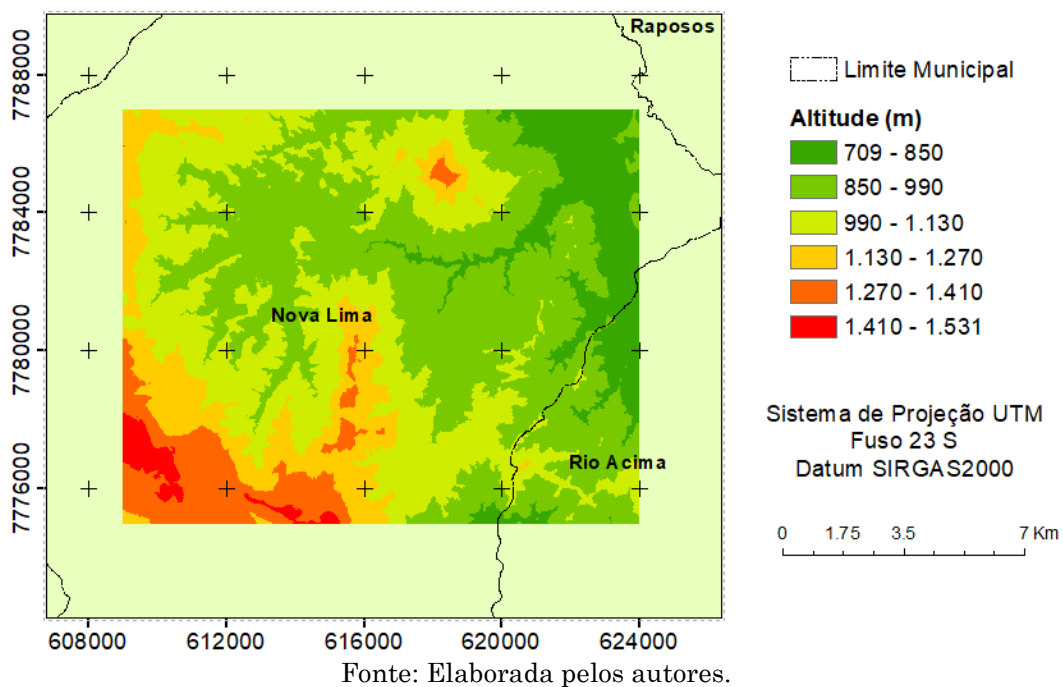 Raposos
7788000
7784000
7780000
7776000
Nova Lima
Rio Acima
608000 612000 616000 620000 624000
Limite Municipal
Altitude (m)
709 - 850
850 - 990
990 - 1.130
1.130 - 1.270
1.270 - 1.410
1.410 - 1.531
Sistema de Projeção UTM
Fuso 23 S
Datum SIRGAS2000
0 1.75 3.5 7 Km
Fonte: Elaborada pelos autores.